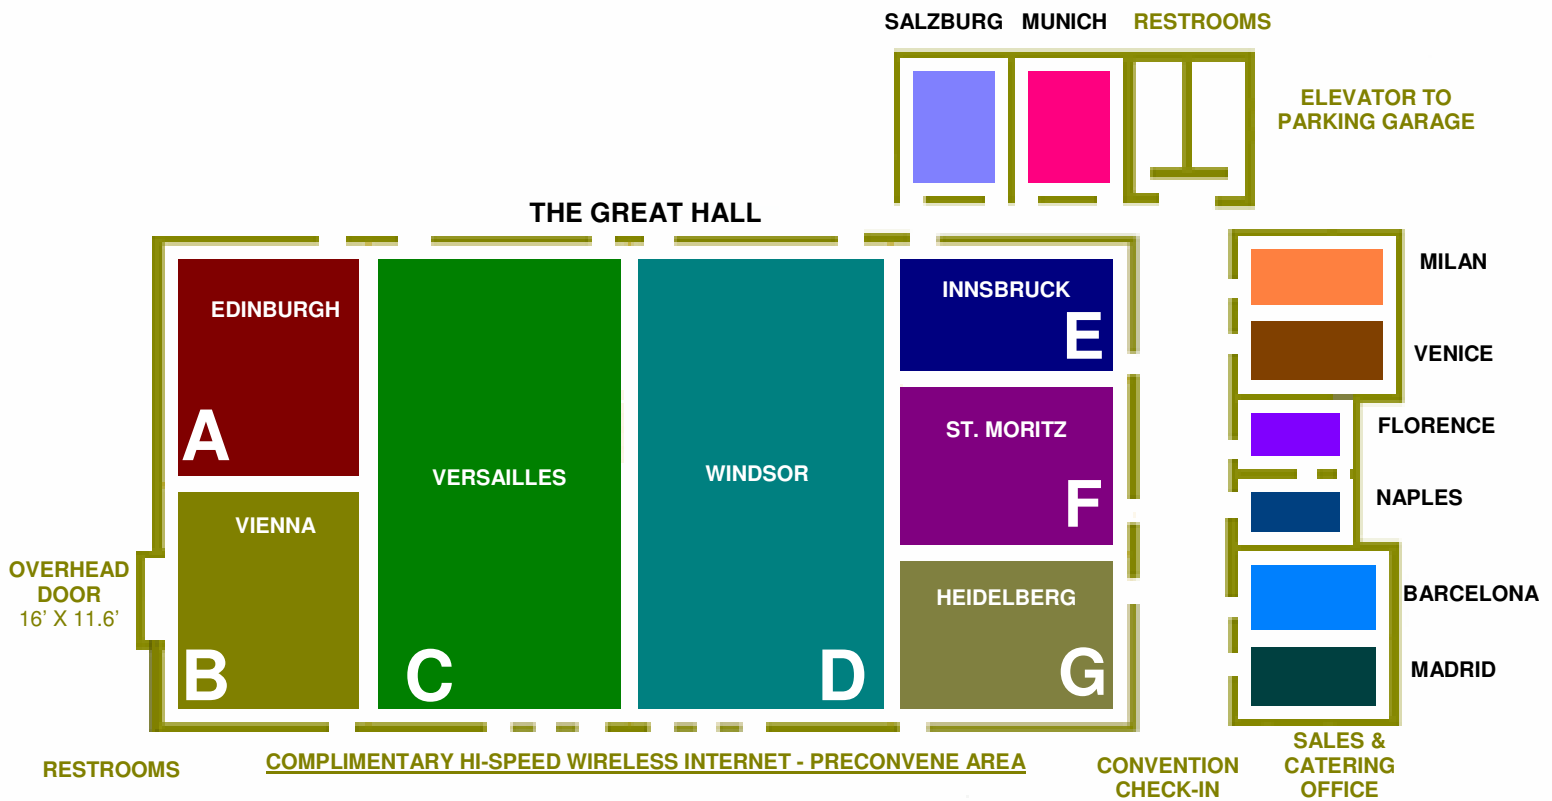 SALZBURG MUNICH RESTROOMS
ELEVATOR TO
PARKING GARAGE
THE GREAT HALL
EDINBURGH
A
VIENNA
B
VERSAILLES
C
WINDSOR
D
INNSBRUCK
E
ST. MORITZ
F
HEIDELBERG
G
MILAN
VENICE
FLORENCE
NAPLES
BARCELONA
MADRID
OVERHEAD
DOOR
16’ X 11.6’
RESTROOMS
COMPLIMENTARY HI-SPEED WIRELESS INTERNET - PRECONVENE AREA
CONVENTION
CHECK-IN
SALES &
CATERING
OFFICE